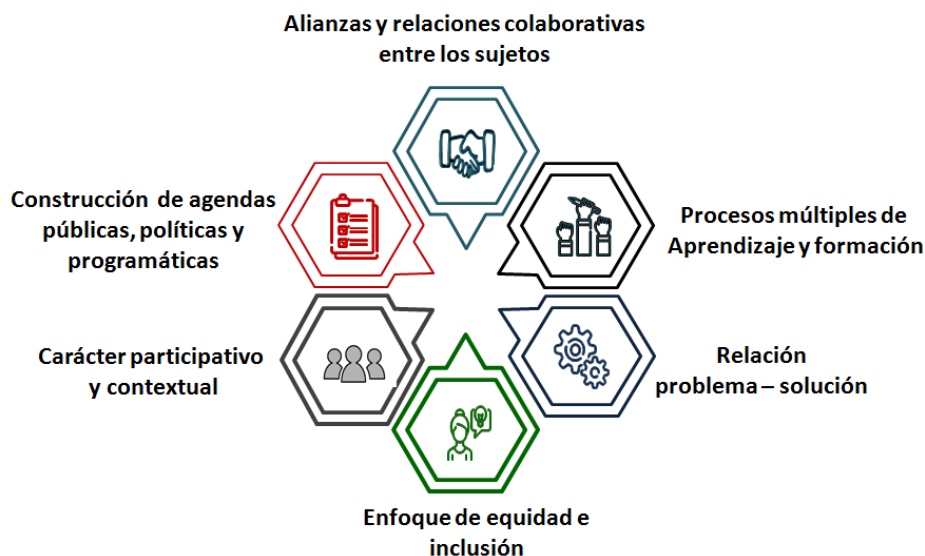 Alianzas y relaciones colaborativas
entre los sujetos
Construcción de agendas
públicas, políticas y
programáticas
Procesos múltiples de
Aprendizaje y formación
Carácter participativo
y contextual
Relación
problema – solución
Enfoque de equidad e
inclusión